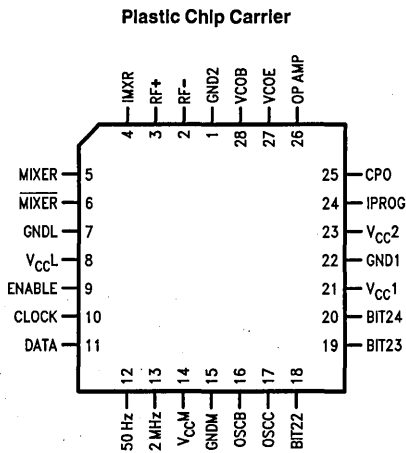 Plastic Chip Carrier
IMXR RF+ RF- GND2 VCOB VCOE OP AMP
4 3 2 1 28 27 26
MIXER 5 25 CPO
MIXER 6 24 IPROG
GNDL 7 23 VCC2
VCCL 8 22 GND1
ENABLE 9 21 VCC1
CLOCK 10 20 BIT24
DATA 11 19 BIT23
12 13 14 15 16 17 18
50 Hz 2 MHz VCCM GNDM OSCB OSCC BIT22